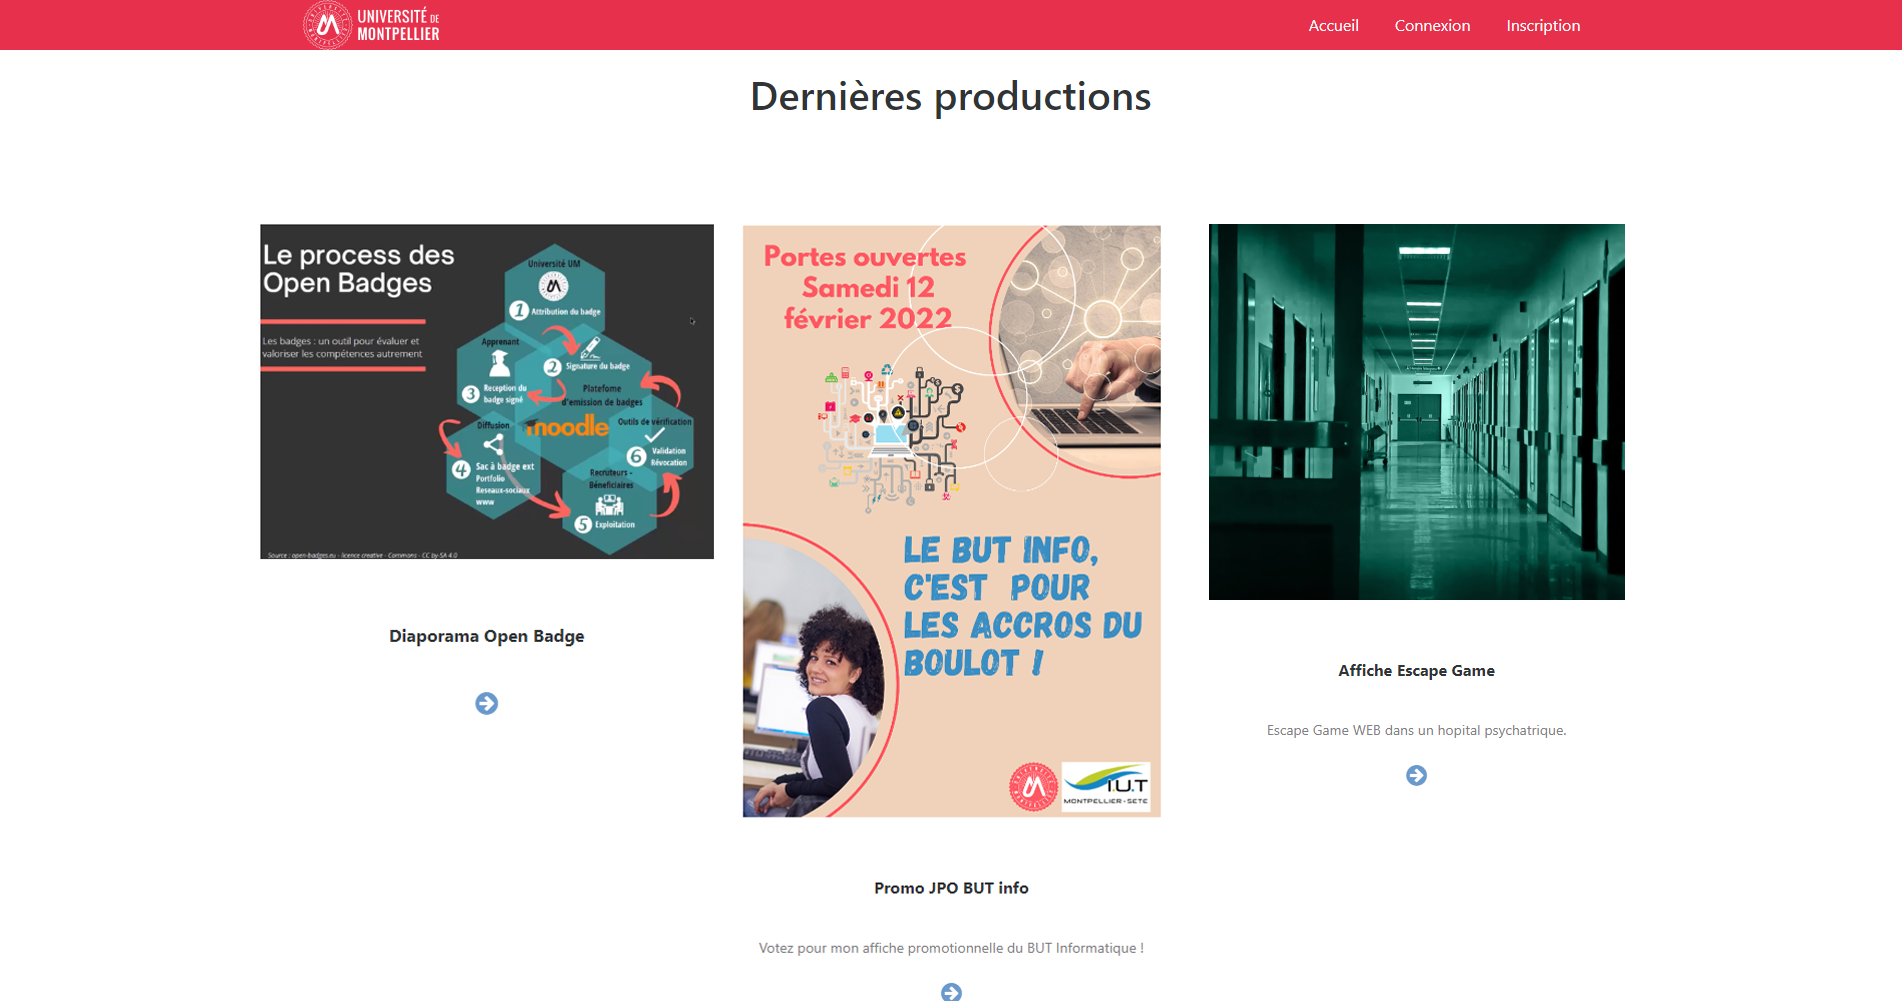 UNIVERSITÉ DE
MONTPELLIER
Accueil
Connexion
Inscription
Dernières productions
Le process des
Open Badges
Les badges : un outil pour évaluer et
valoriser les compétences autrement
Université UM
1 Attribution du badge
2 Signature du badge
Apprenant
3 Reception du
badge signé
Plateforme
d'emission de badges
moodle
Diffusion
4 Sac à badge ext
Portfolio
Reseaux-sociaux
www
Outils de vérification
6 Validation
Révocation
Recruteurs -
Béneficiaires
5 Exploitation
Source : open-badges.eu - licence creative - Commons - CC by-SA 4.0
Diaporama Open Badge
Portes ouvertes
Samedi 12
février 2022
LE BUT INFO,
C'EST POUR
LES ACCROS DU
BOULOT !
I.U.T
MONTPELLIER - SETE
Promo JPO BUT info
Votez pour mon affiche promotionnelle du BUT Informatique !
Affiche Escape Game
Escape Game WEB dans un hopital psychatrique.